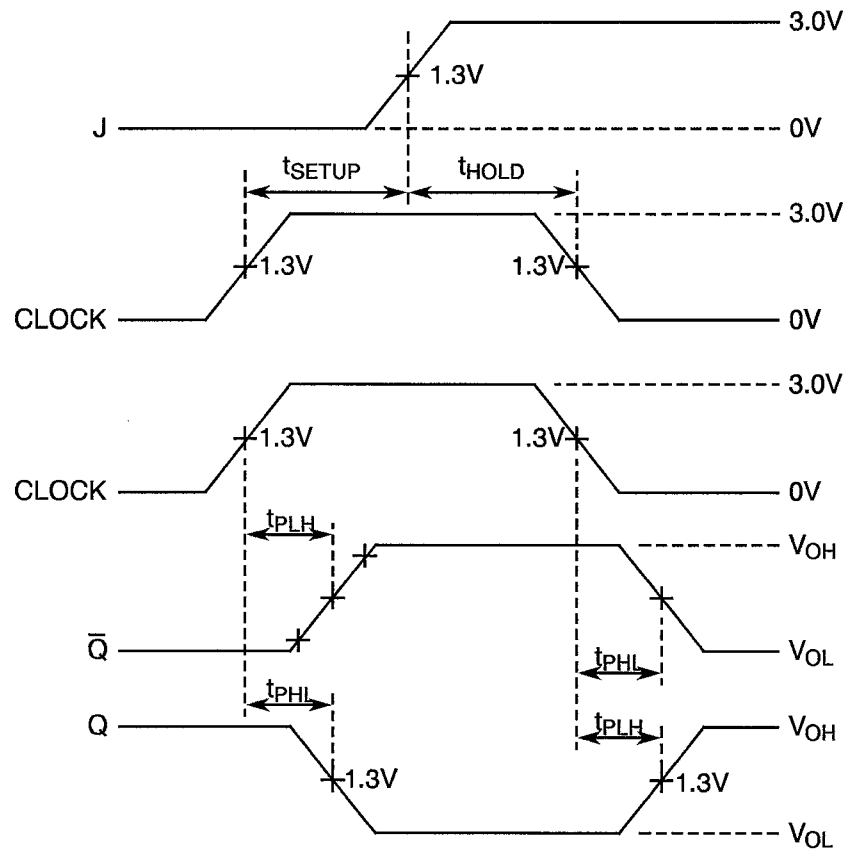 3.0V
1.3V
J 0V
tSETUP tHOLD
3.0V
1.3V 1.3V
CLOCK 0V
3.0V
1.3V 1.3V
CLOCK 0V
tPLH
VOH
Q̅ VOL
tPHL
tPHL
Q VOH
tPLH
1.3V 1.3V
VOL